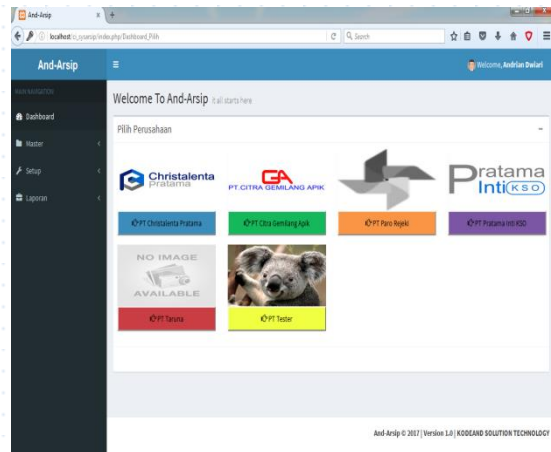 And-Arsip
localhost/ci_sysarsip/index.php/Dashboard_Pilih
Search
And-Arsip
Welcome, Andrian Dwiari
MAIN NAVIGATION
Dashboard
Master
Setup
Laporan
Welcome To And-Arsip it all starts here
Pilih Perusahaan
Christalenta
Pratama
GA
PT.CITRA GEMILANG APIK
Pratama
Inti KSO
PT Christalenta Pratama
PT Citra Gemilang Apik
PT Paro Rejeki
PT Pratama Inti KSO
NO IMAGE
AVAILABLE
PT Taruna
PT Tester
And-Arsip © 2017 | Version 1.0 | KODEAND SOLUTION TECHNOLOGY